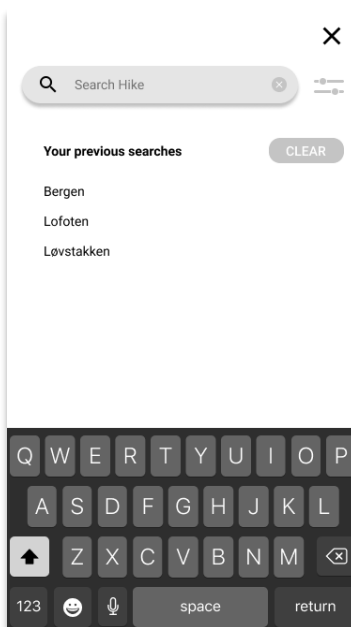 Search Hike
Your previous searches
CLEAR
Bergen
Lofoten
Løvstakken
Q W E R T Y U I O P
A S D F G H J K L
Z X C V B N M
123 space return